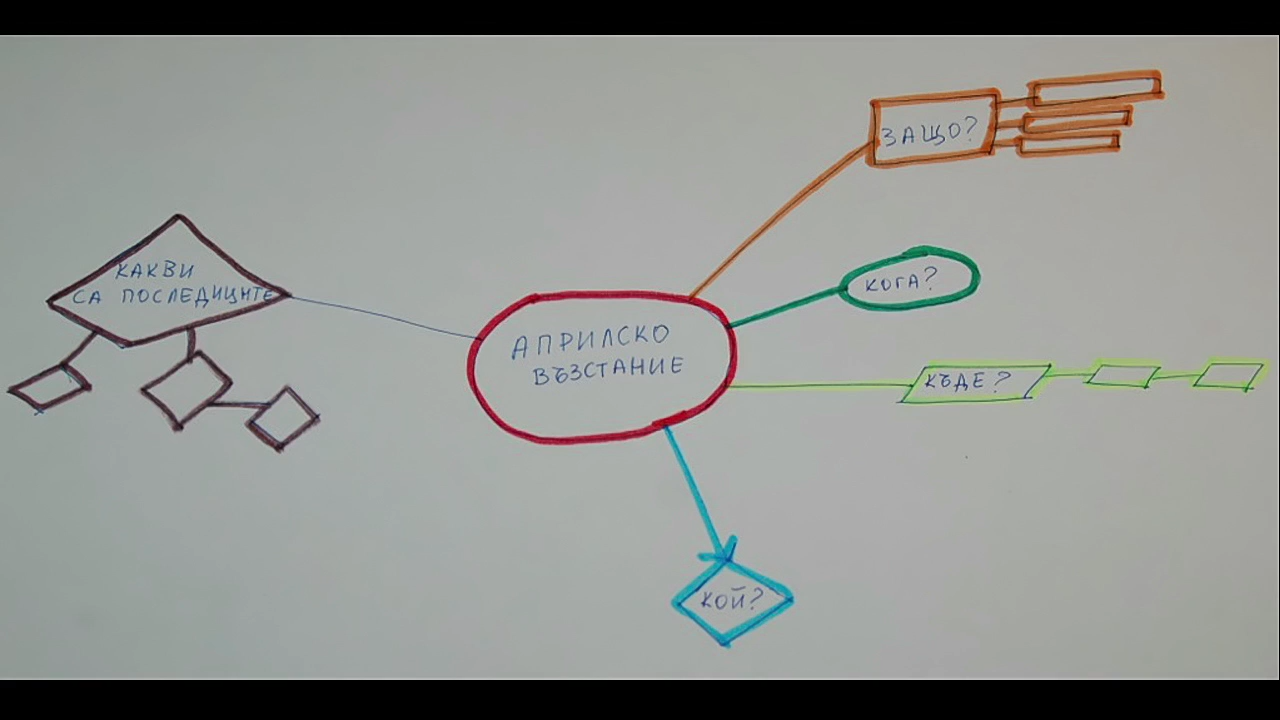 ЗАЩО?
КАКВИ
СА ПОСЛЕДИЦИТЕ
КОГА?
АПРИЛСКО
ВЪЗСТАНИЕ
КЪДЕ?
КОЙ?